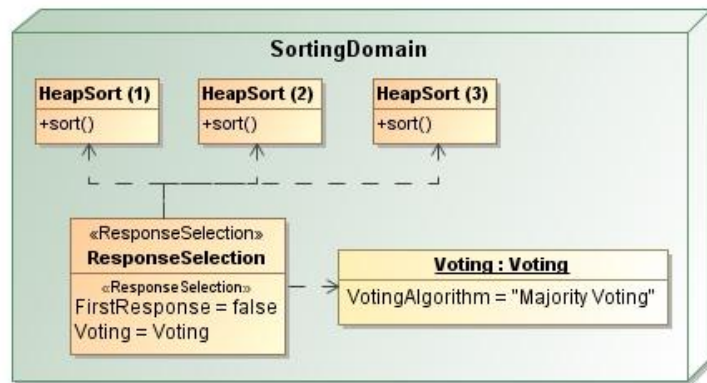 SortingDomain
HeapSort (1)
+sort()
HeapSort (2)
+sort()
HeapSort (3)
+sort()
«ResponseSelection»
ResponseSelection
«ResponseSelection»
FirstResponse = false
Voting = Voting
Voting : Voting
VotingAlgorithm = "Majority Voting"